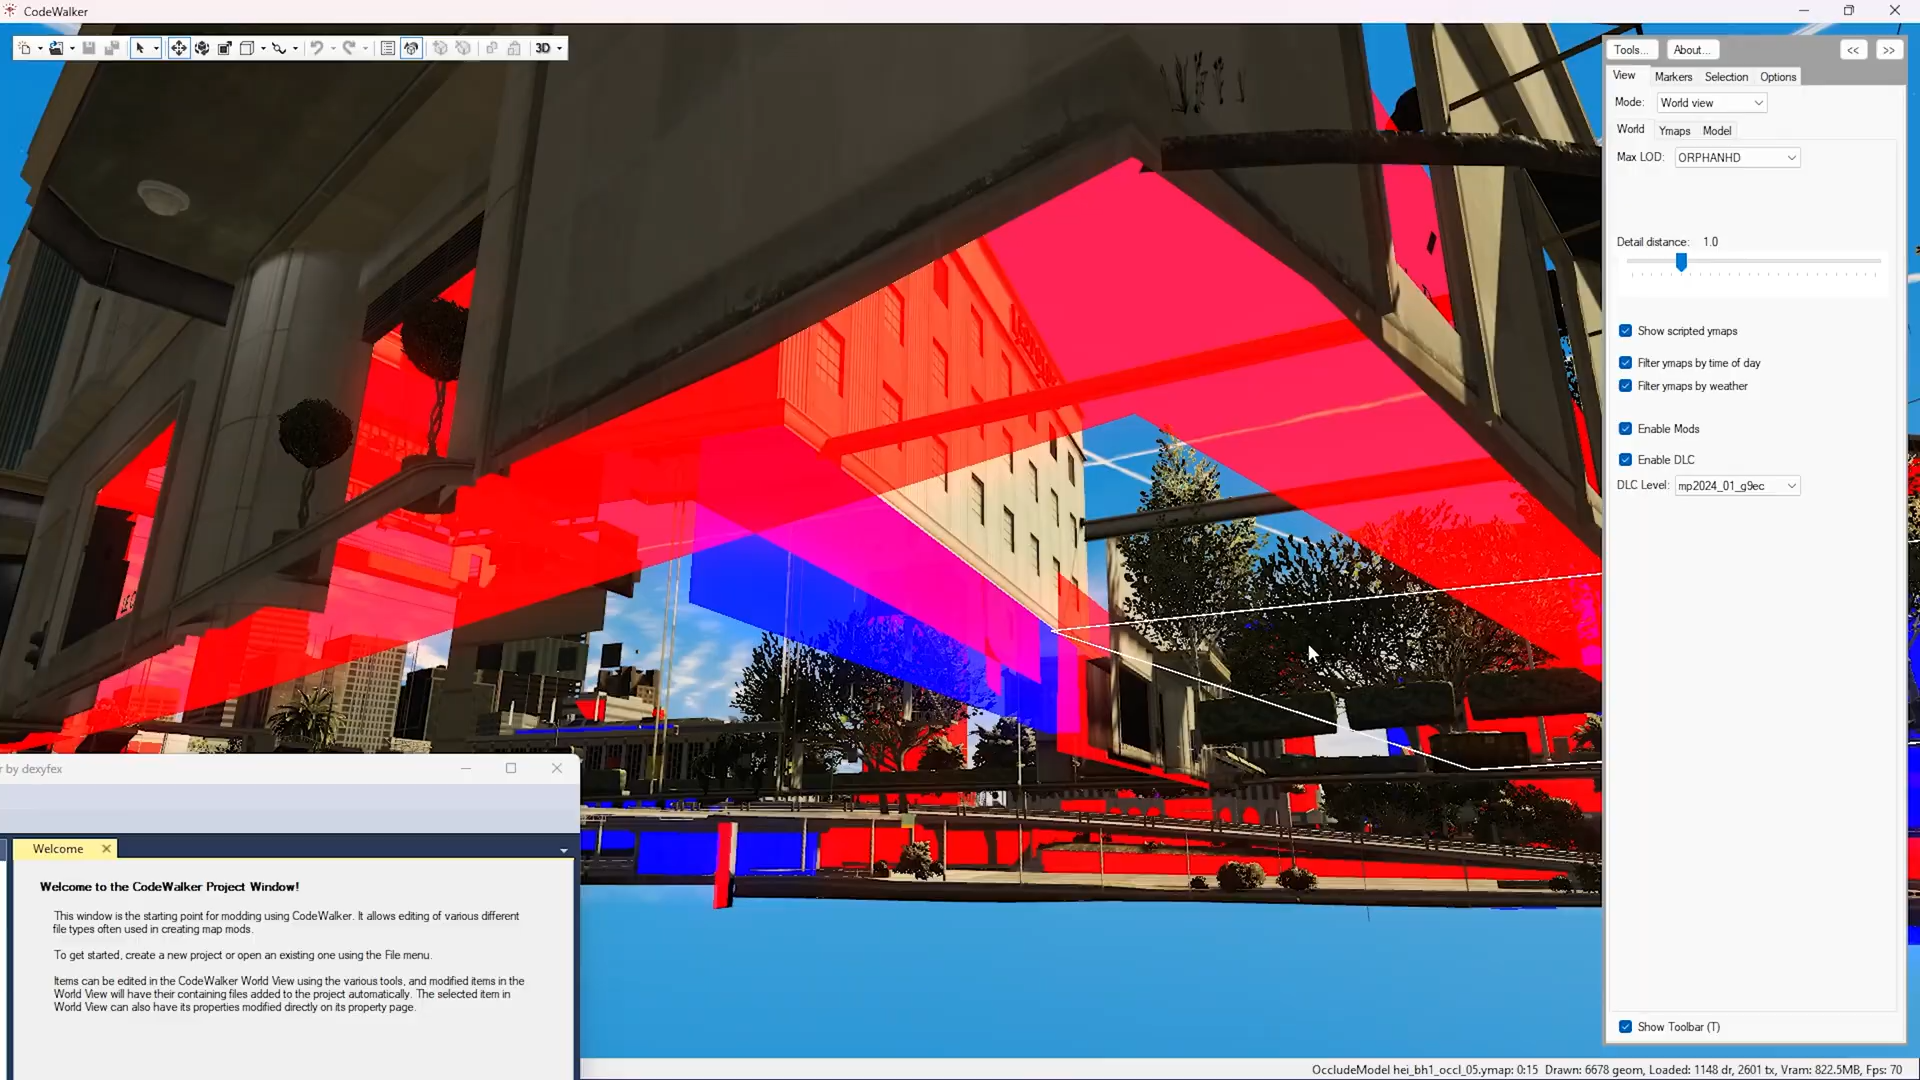 CodeWalker
3D
Tools...
About...
<<
>>
View
Markers
Selection
Options
Mode:
World view
World
Ymaps
Model
Max LOD:
ORPHANHD
Detail distance:
1.0
Show scripted ymaps
Filter ymaps by time of day
Filter ymaps by weather
Enable Mods
Enable DLC
DLC Level:
mp2024_01_g9ec
Show Toolbar (T)
r by dexyfex
Welcome
Welcome to the CodeWalker Project Window!
This window is the starting point for modding using CodeWalker. It allows editing of various different
file types often used in creating map mods.
To get started, create a new project or open an existing one using the File menu.
Items can be edited in the CodeWalker World View using the various tools, and modified items in the
World View will have their containing files added to the project automatically. The selected item in
World View can also have its properties modified directly on its property page.
OccludeModel hei_bh1_occl_05.ymap: 0:15 Drawn: 6678 geom, Loaded: 1148 dr, 2601 tx, Vram: 822.5MB, Fps: 70